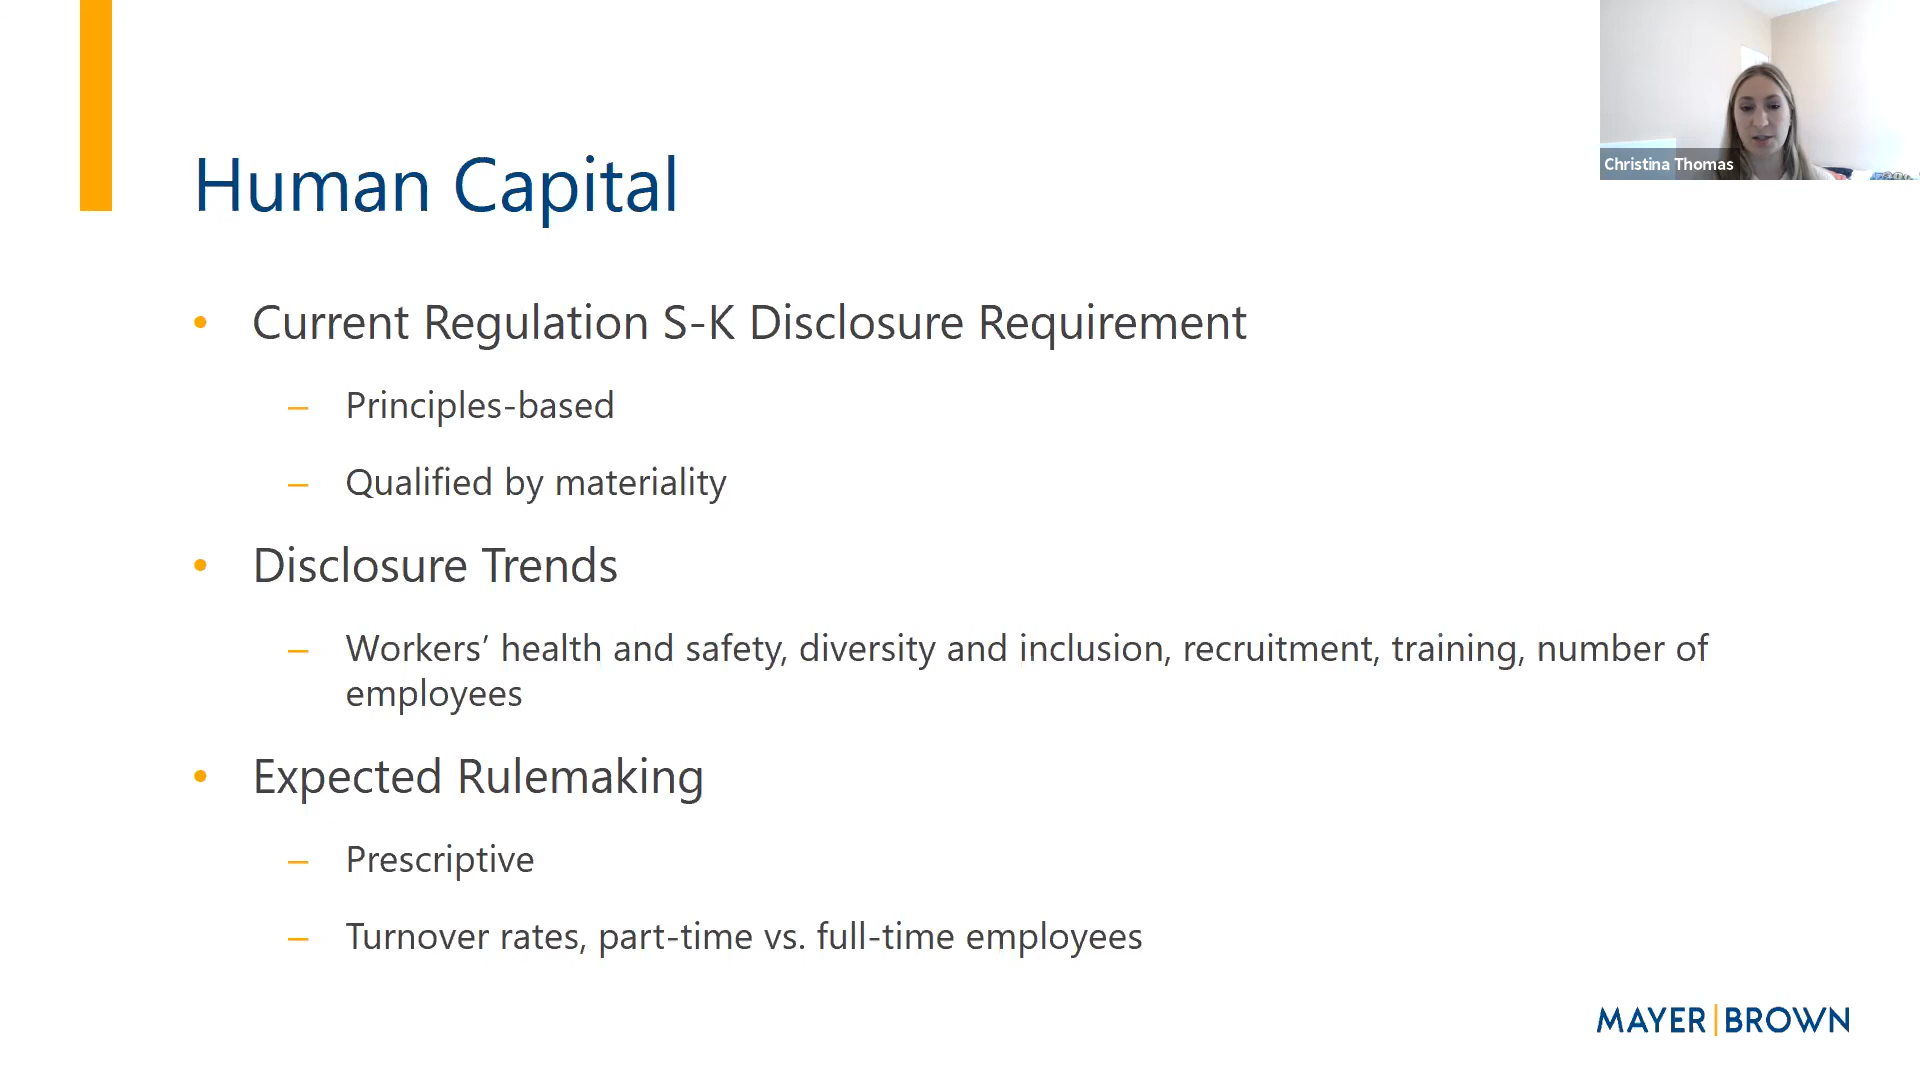 Christina Thomas
Human Capital
• Current Regulation S-K Disclosure Requirement
– Principles-based
– Qualified by materiality
• Disclosure Trends
– Workers’ health and safety, diversity and inclusion, recruitment, training, number of
employees
• Expected Rulemaking
– Prescriptive
– Turnover rates, part-time vs. full-time employees
MAYER | BROWN